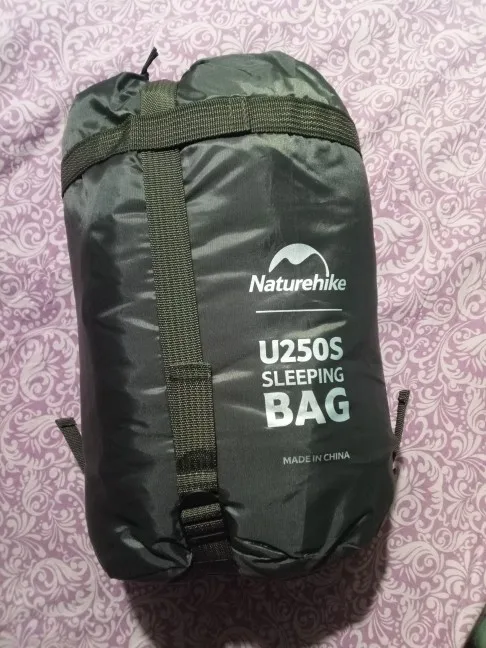 Naturehike
U250S
SLEEPING
BAG
MADE IN CHINA